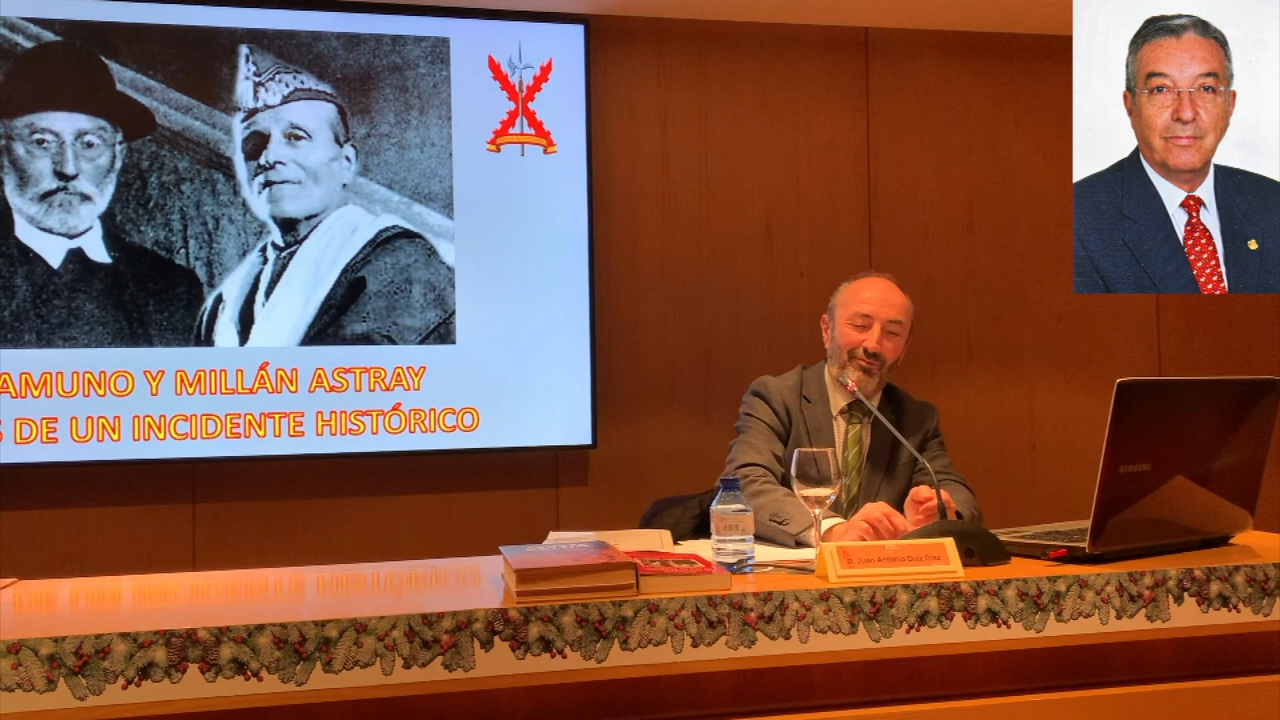 AMUNO Y MILLÁN ASTRAY
S DE UN INCIDENTE HISTÓRICO
SAMSUNG
D. Juan Antonio Díaz Díaz